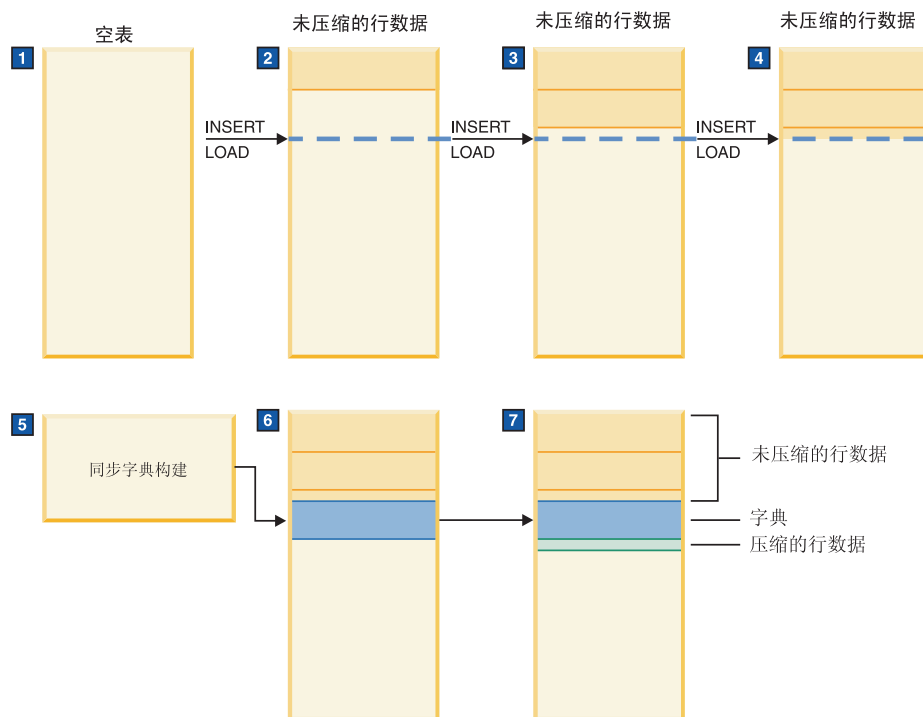 空表
未压缩的行数据
未压缩的行数据
未压缩的行数据
1
2
3
4
INSERT
LOAD
INSERT
LOAD
INSERT
LOAD
5
6
7
同步字典构建
未压缩的行数据
字典
压缩的行数据